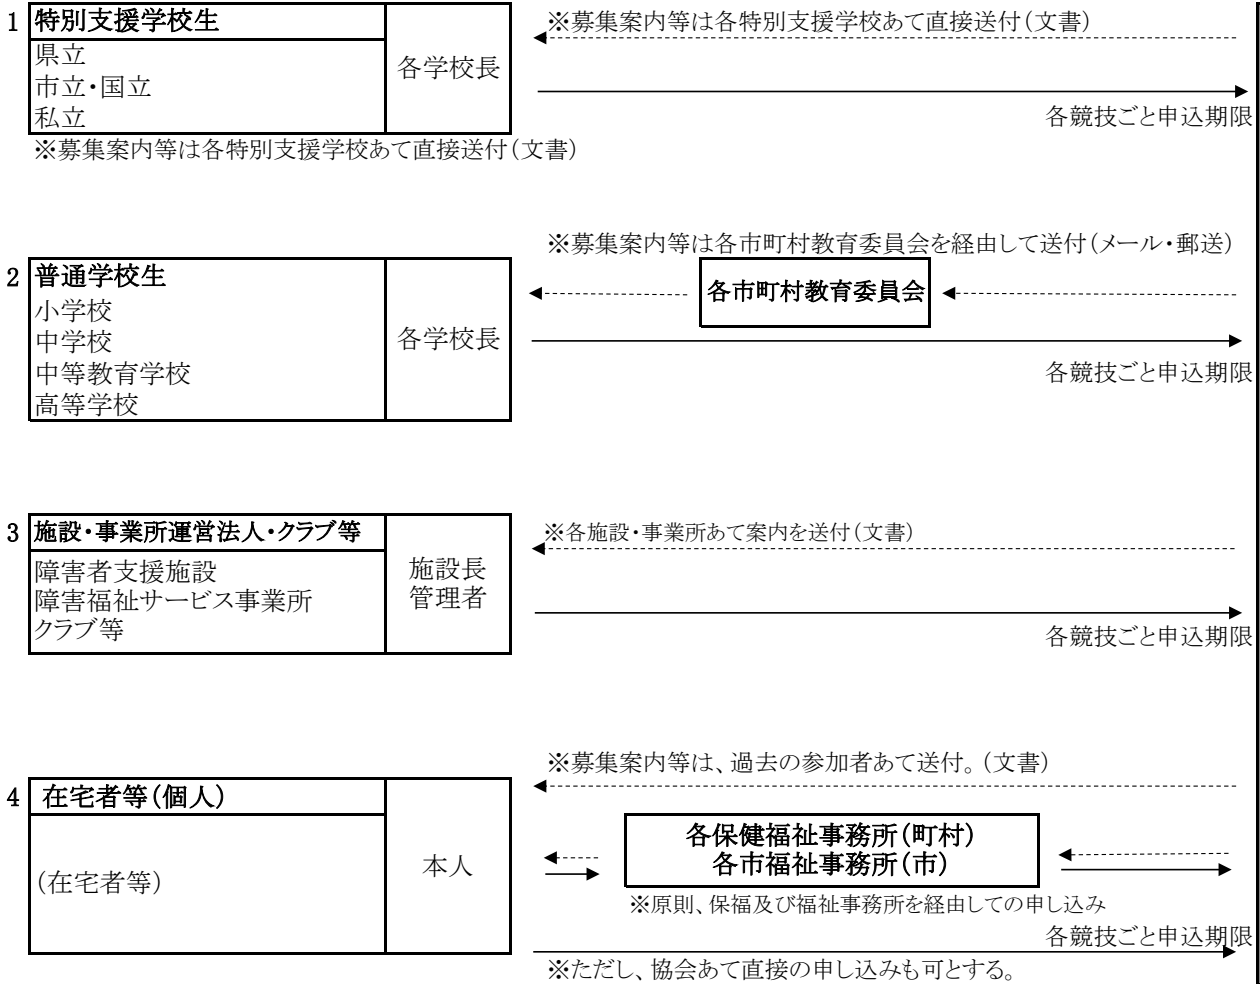 1 特別支援学校生
県立
市立・国立
私立
各学校長
※募集案内等は各特別支援学校あて直接送付(文書)
各競技ごと申込期限
※募集案内等は各特別支援学校あて直接送付(文書)
※募集案内等は各市町村教育委員会を経由して送付(メール・郵送)
2 普通学校生
小学校
中学校
中等教育学校
高等学校
各学校長
各市町村教育委員会
各競技ごと申込期限
3 施設・事業所運営法人・クラブ等
障害者支援施設
障害福祉サービス事業所
クラブ等
施設長
管理者
※各施設・事業所あて案内を送付(文書)
各競技ごと申込期限
※募集案内等は、過去の参加者あて送付。(文書)
4 在宅者等(個人)
(在宅者等)
本人
各保健福祉事務所(町村)
各市福祉事務所(市)
※原則、保福及び福祉事務所を経由しての申し込み
各競技ごと申込期限
※ただし、協会あて直接の申し込みも可とする。